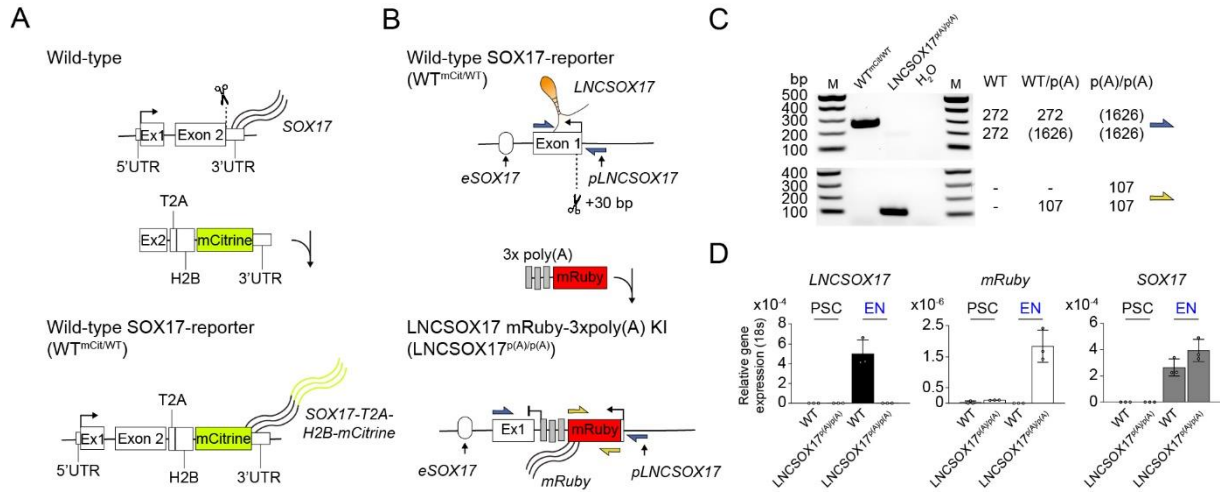 A
Wild-type
Ex1
Exon 2
SOX17
5'UTR
3'UTR
T2A
Ex2
mCitrine
H2B
3'UTR
Wild-type SOX17-reporter
(WTmCit/WT)
T2A
Ex1
Exon 2
mCitrine
SOX17-T2A-
H2B-mCitrine
5'UTR
H2B
3'UTR
B
Wild-type SOX17-reporter
(WTmCit/WT)
LNCSOX17
Exon 1
eSOX17
pLNCSOX17
+30 bp
3x poly(A)
mRuby
LNCSOX17 mRuby-3xpoly(A) KI
(LNCSOX17p(A)/p(A))
Ex1
mRuby
eSOX17
mRuby
pLNCSOX17
C
bp M WTmCit/WT LNCSOX17p(A)/p(A) H2O M WT WT/p(A) p(A)/p(A)
500
400
300
200
100
272 272 (1626)
272 (1626) (1626)
400
300
200
100
- - 107
- 107 107
D
LNCSOX17 mRuby SOX17
x10-4 PSC EN x10-6 PSC EN x10-4 PSC EN
Relative gene
expression (18s)
8
6
4
2
0
2.5
2
1.5
0.5
0
6
4
2
0
WT LNCSOX17p(A)/p(A) WT LNCSOX17p(A)/p(A)
WT LNCSOX17p(A)/p(A) WT LNCSOX17p(A)/p(A)
WT LNCSOX17p(A)/p(A) WT LNCSOX17p(A)/p(A)